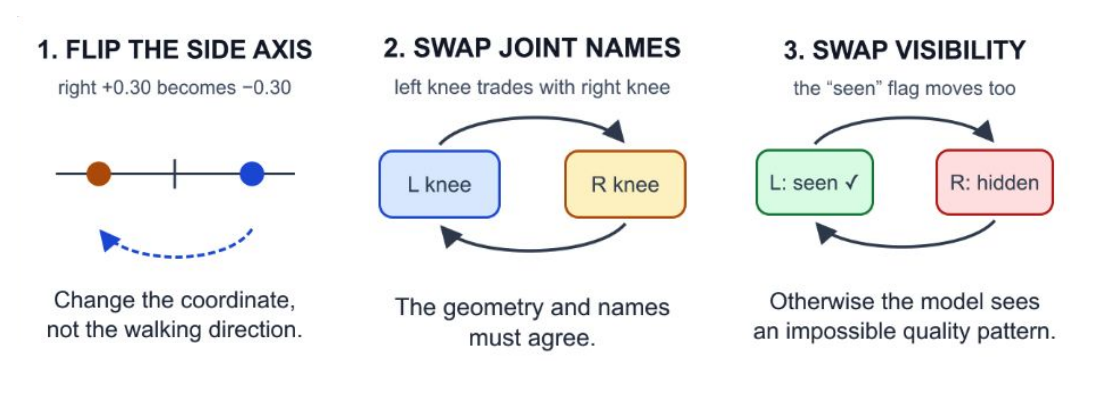 1. FLIP THE SIDE AXIS
right +0.30 becomes −0.30
Change the coordinate,
not the walking direction.
2. SWAP JOINT NAMES
left knee trades with right knee
L knee
R knee
The geometry and names
must agree.
3. SWAP VISIBILITY
the “seen” flag moves too
L: seen ✓
R: hidden
Otherwise the model sees
an impossible quality pattern.